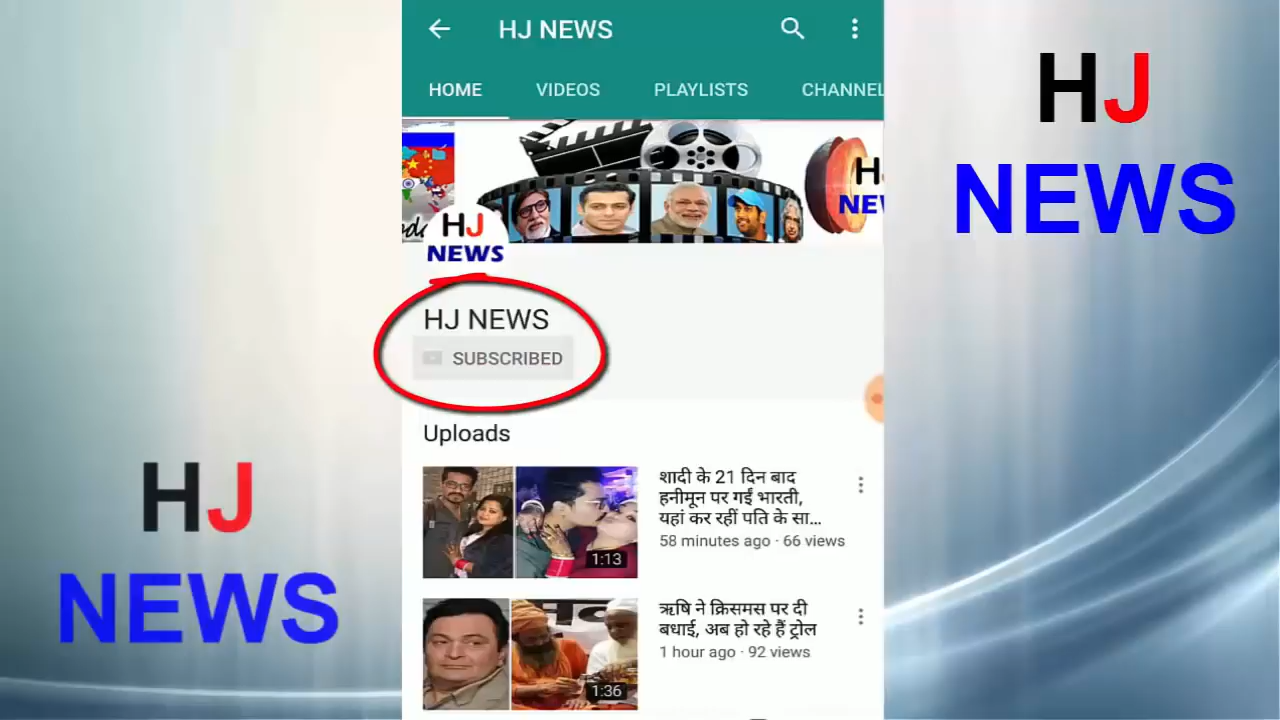 HJ NEWS
HOME VIDEOS PLAYLISTS CHANNEL
HJ
NEWS
HJ
NEWS
HJ NEWS
SUBSCRIBED
Uploads
शादी के 21 दिन बाद
हनीमून पर गईं भारती,
यहां कर रहीं पति के सा...
58 minutes ago · 66 views
1:13
ऋषि ने क्रिसमस पर दी
बधाई, अब हो रहे हैं ट्रोल
1 hour ago · 92 views
1:36
HJ
NEWS